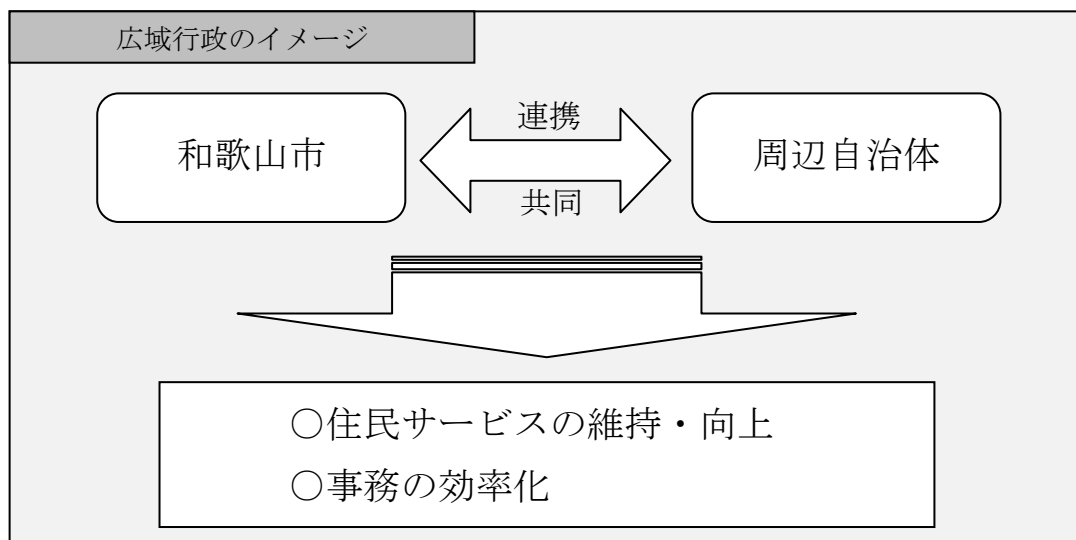 広域行政のイメージ
連携
和歌山市
周辺自治体
共同
○住民サービスの維持・向上
○事務の効率化